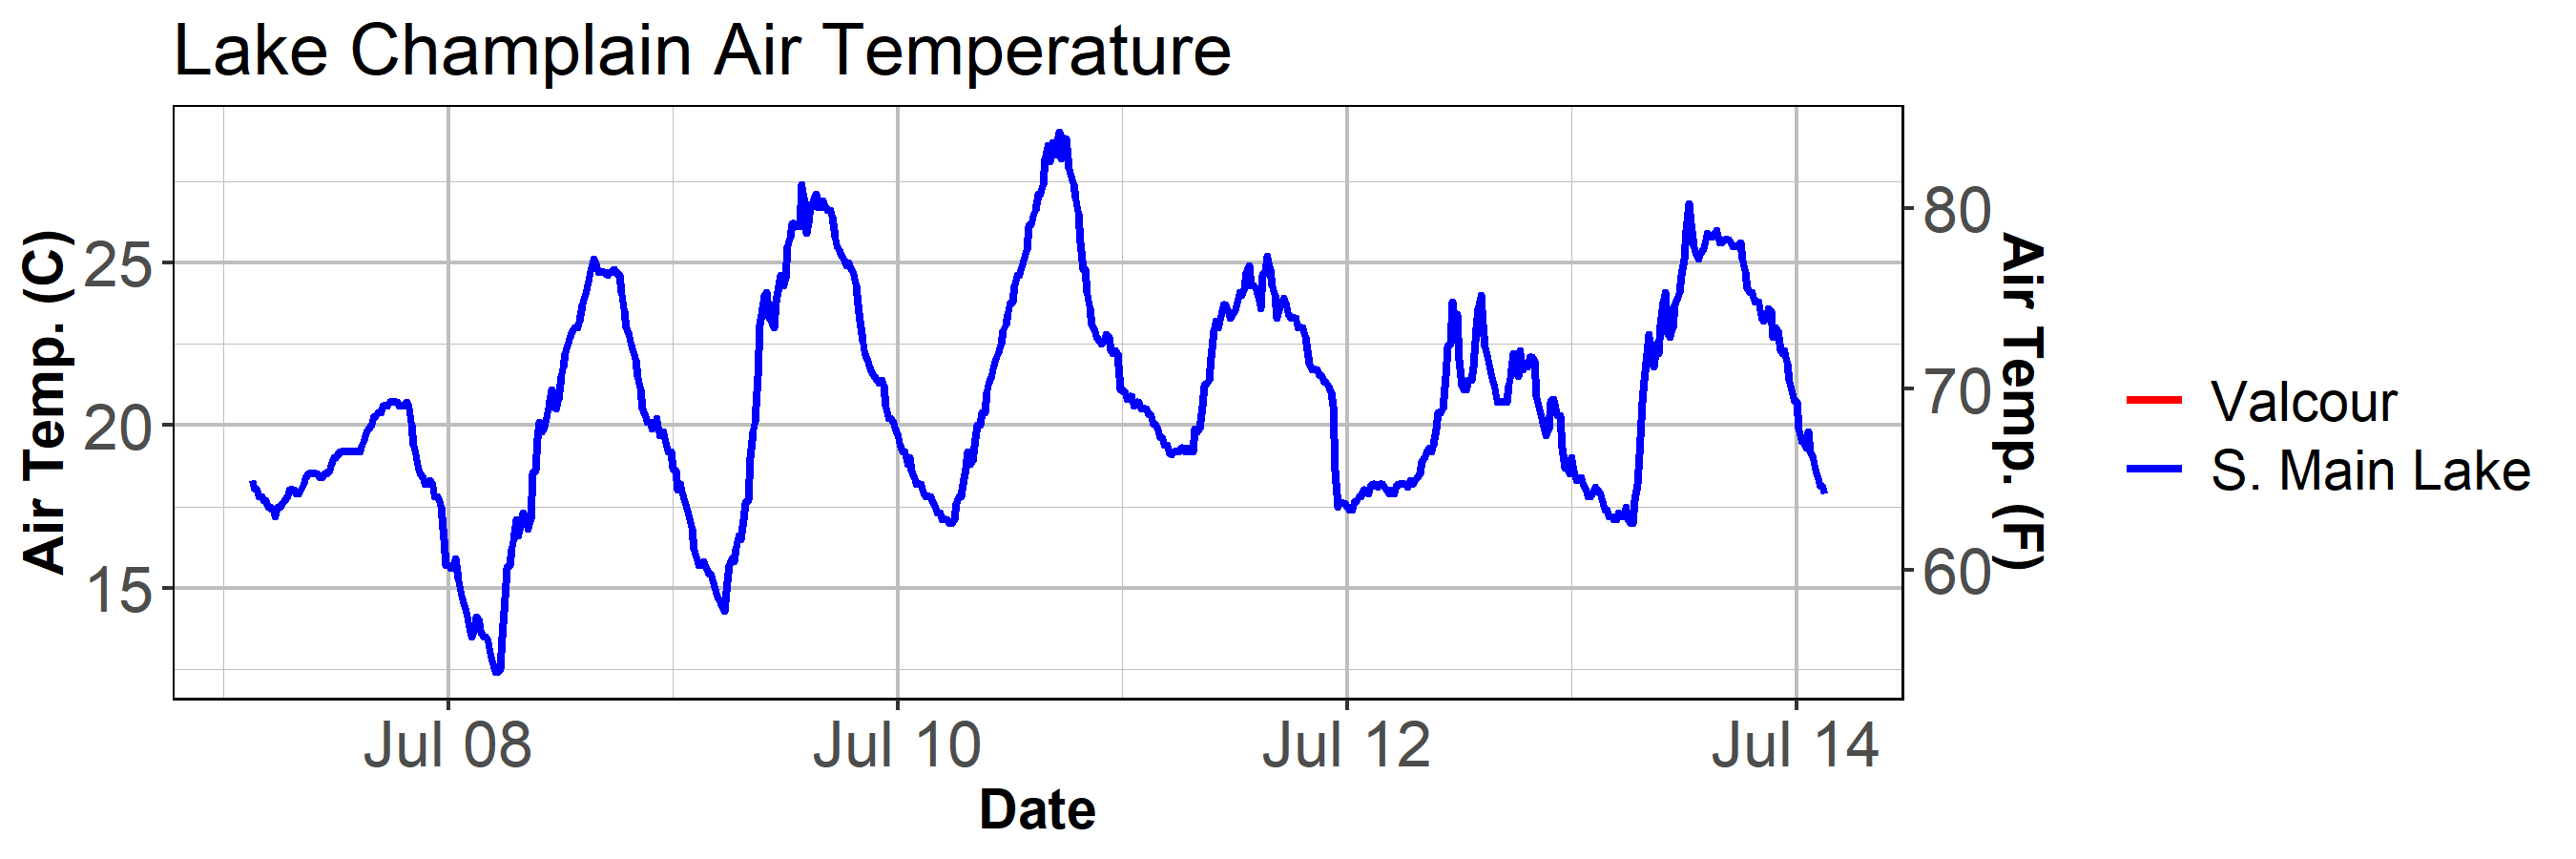 Lake Champlain Air Temperature
Air Temp. (C)
25
20
15
80
70
60
Air Temp. (F)
Jul 08
Jul 10
Jul 12
Jul 14
Date
Valcour
S. Main Lake